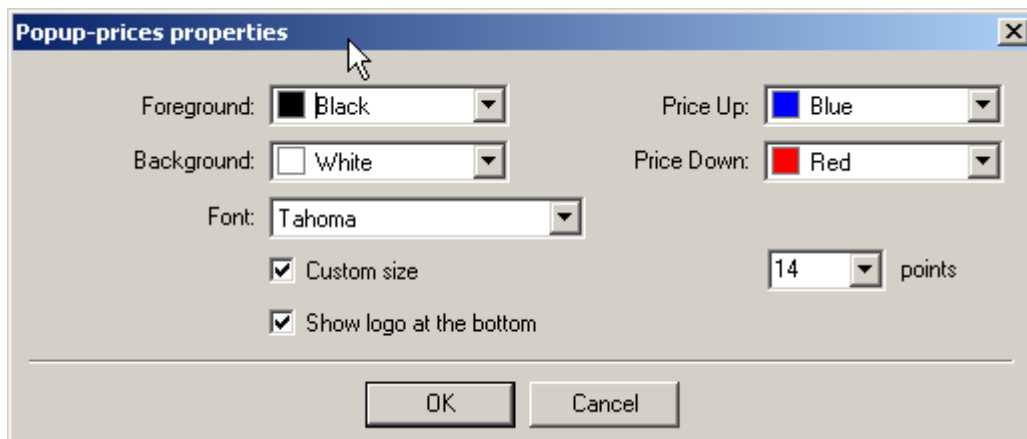 Popup-prices properties
Foreground: Black Price Up: Blue
Background: White Price Down: Red
Font: Tahoma
Custom size 14 points
Show logo at the bottom
OK Cancel